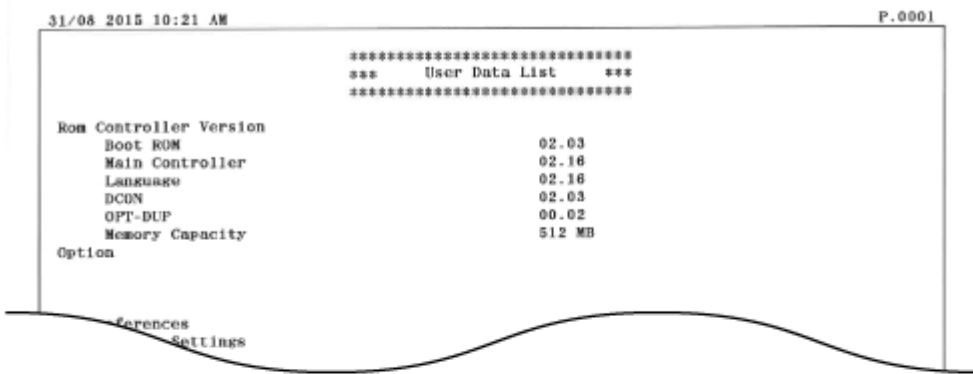 31/08 2015 10:21 AM P.0001
******************************
*** User Data List ***
******************************
Rom Controller Version
Boot ROM 02.03
Main Controller 02.16
Language 02.16
DCON 02.03
OPT-DUP 00.02
Memory Capacity 512 MB
Option
Settings